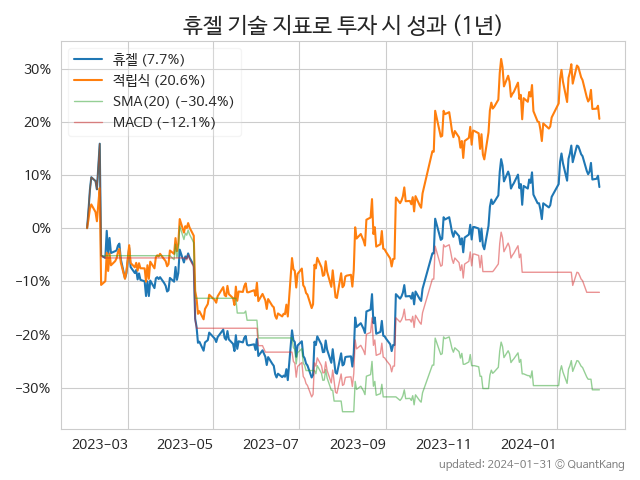 휴젤 기술 지표로 투자 시 성과 (1년)
휴젤 (7.7%)
적립식 (20.6%)
SMA(20) (−30.4%)
MACD (−12.1%)
30%
20%
10%
0%
−10%
−20%
−30%
2023-03 2023-05 2023-07 2023-09 2023-11 2024-01
updated: 2024-01-31 © QuantKang